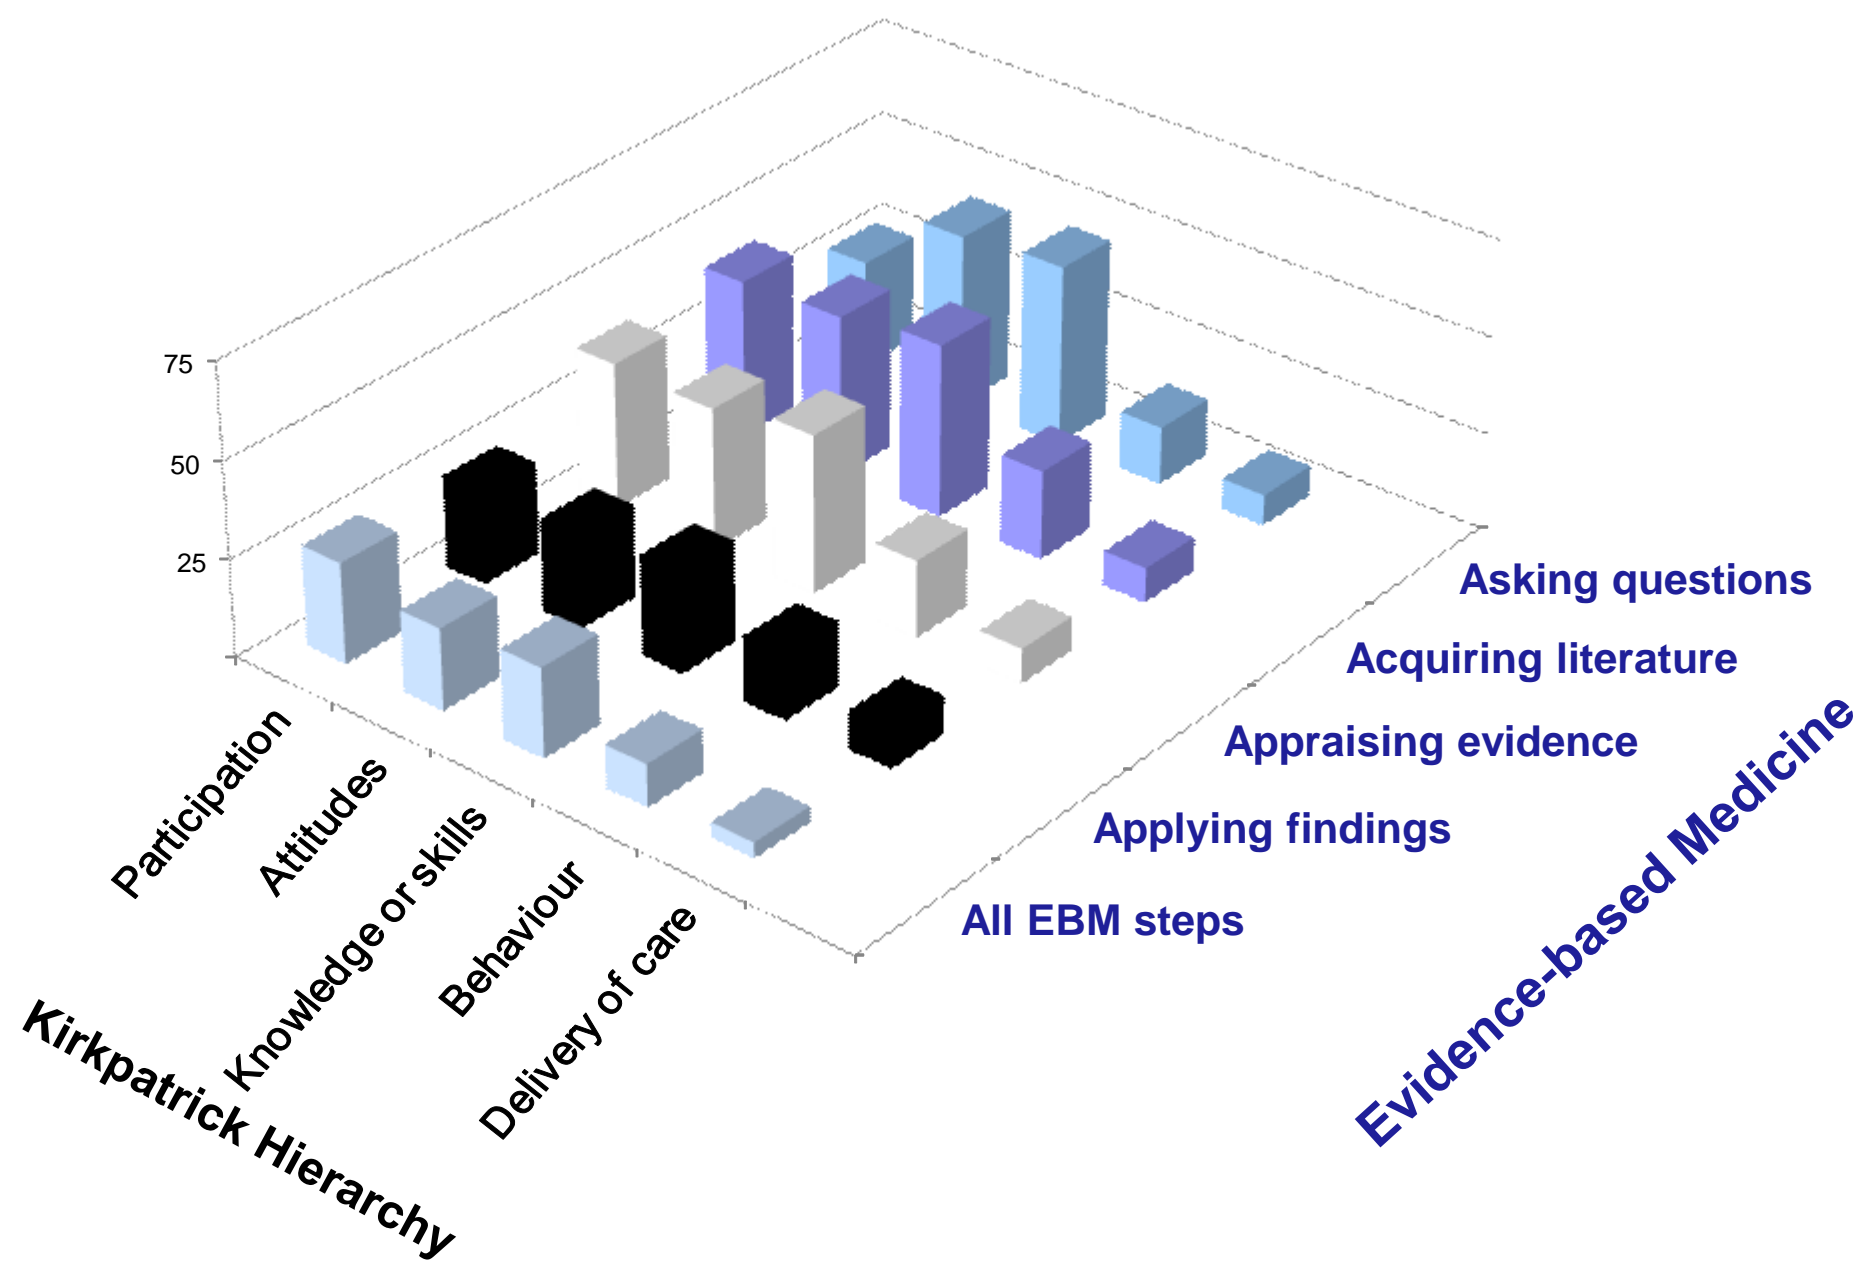 75
50
25
Participation
Attitudes
Knowledge or skills
Behaviour
Delivery of care
Kirkpatrick Hierarchy
Asking questions
Acquiring literature
Appraising evidence
Applying findings
All EBM steps
Evidence-based Medicine